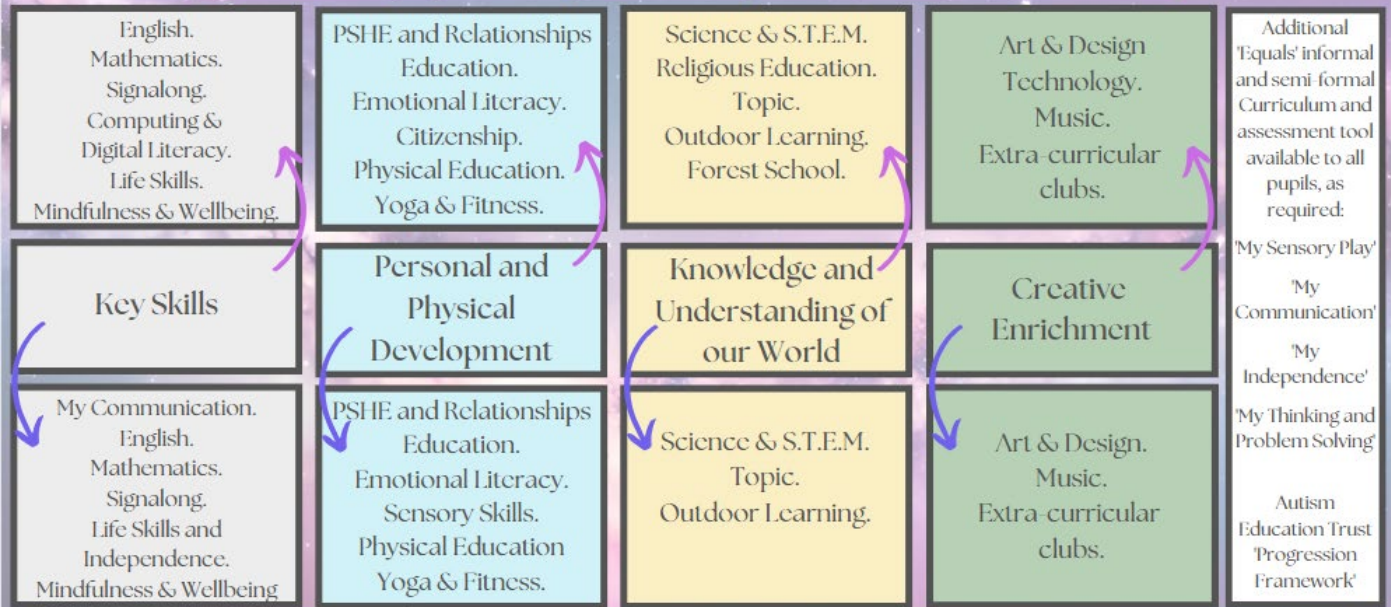 English.
Mathematics.
Signalong.
Computing &
Digital Literacy.
Life Skills.
Mindfulness & Wellbeing.
PSHE and Relationships
Education.
Emotional Literacy.
Citizenship.
Physical Education.
Yoga & Fitness.
Science & S.T.E.M.
Religious Education.
Topic.
Outdoor Learning.
Forest School.
Art & Design
Technology.
Music.
Extra-curricular
clubs.
Key Skills
Personal and
Physical
Development
Knowledge and
Understanding of
our World
Creative
Enrichment
My Communication.
English.
Mathematics.
Signalong.
Life Skills and
Independence.
Mindfulness & Wellbeing
PSHE and Relationships
Education.
Emotional Literacy.
Sensory Skills.
Physical Education
Yoga & Fitness.
Science & S.T.E.M.
Topic.
Outdoor Learning.
Art & Design.
Music.
Extra-curricular
clubs.
Additional
'Equals' informal
and semi-formal
Curriculum and
assessment tool
available to all
pupils, as
required:
'My Sensory Play'
'My
Communication'
'My
Independence'
'My Thinking and
Problem Solving'
Autism
Education Trust
'Progression
Framework'